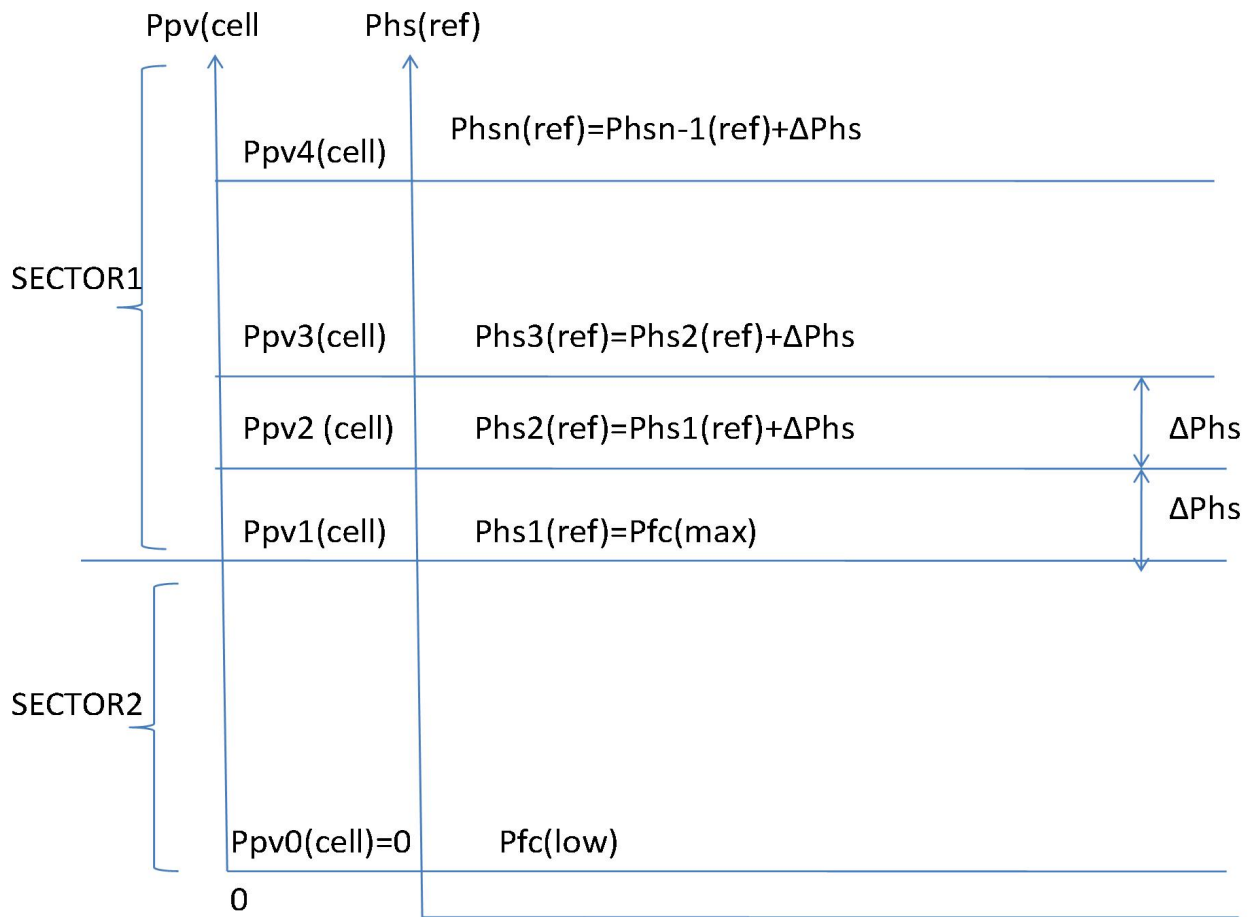 Ppv(cell Phs(ref)
Phsn(ref)=Phsn-1(ref)+ΔPhs
Ppv4(cell)
SECTOR1
Ppv3(cell) Phs3(ref)=Phs2(ref)+ΔPhs
Ppv2 (cell) Phs2(ref)=Phs1(ref)+ΔPhs ΔPhs
ΔPhs
Ppv1(cell) Phs1(ref)=Pfc(max)
SECTOR2
Ppv0(cell)=0 Pfc(low)
0